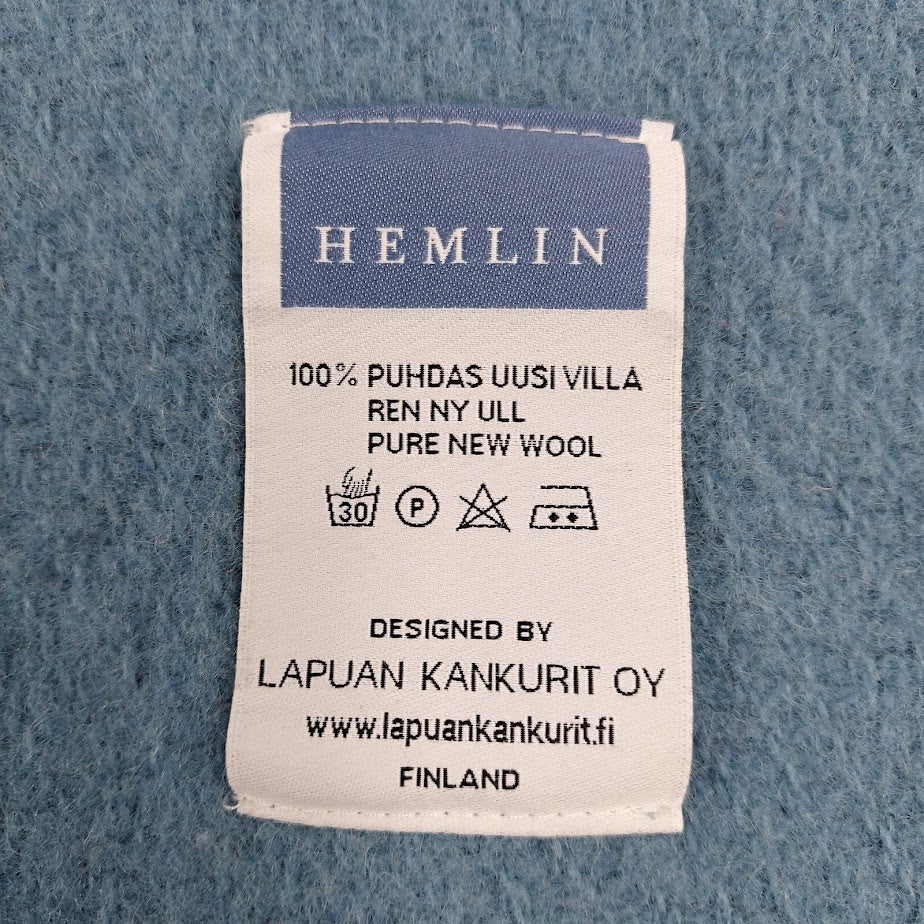 HEMLIN
100% PUHDAS UUSI VILLA
REN NY ULL
PURE NEW WOOL
30 P
DESIGNED BY
LAPUAN KANKURIT OY
www.lapuankankurit.fi
FINLAND